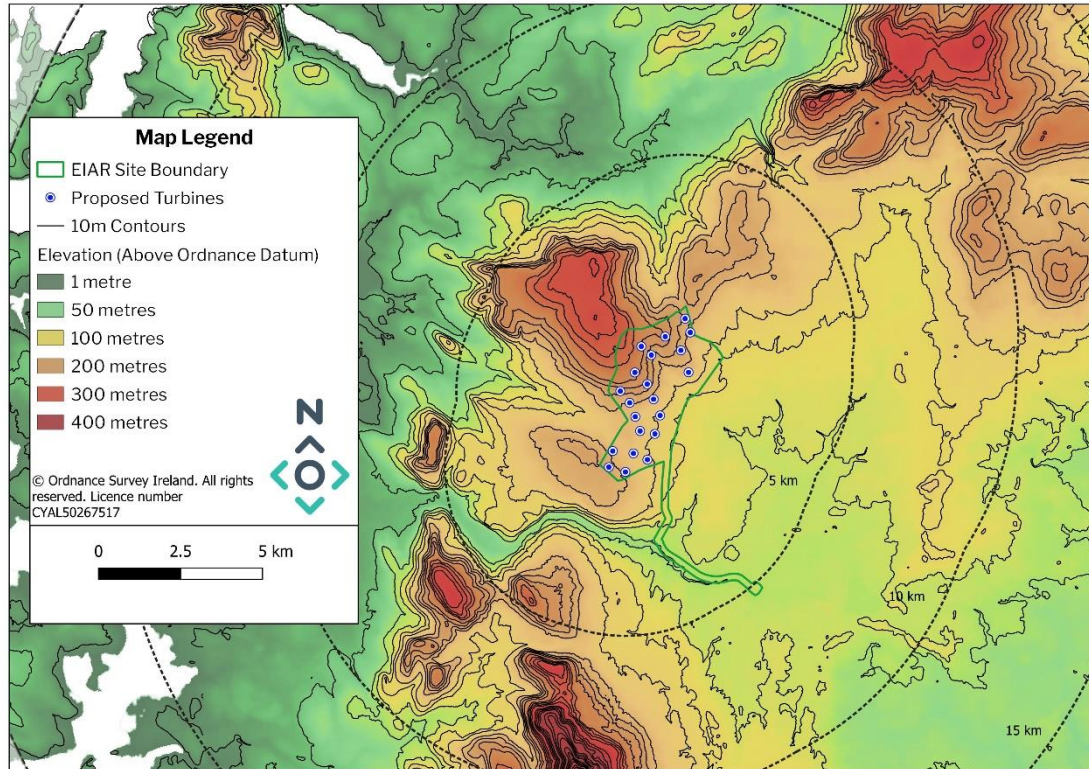 Map Legend
EIAR Site Boundary
Proposed Turbines
10m Contours
Elevation (Above Ordnance Datum)
1 metre
50 metres
100 metres
200 metres
300 metres
400 metres
N
© Ordnance Survey Ireland. All rights
reserved. Licence number
CYAL50267517
0 2.5 5 km
5 km
10 km
15 km